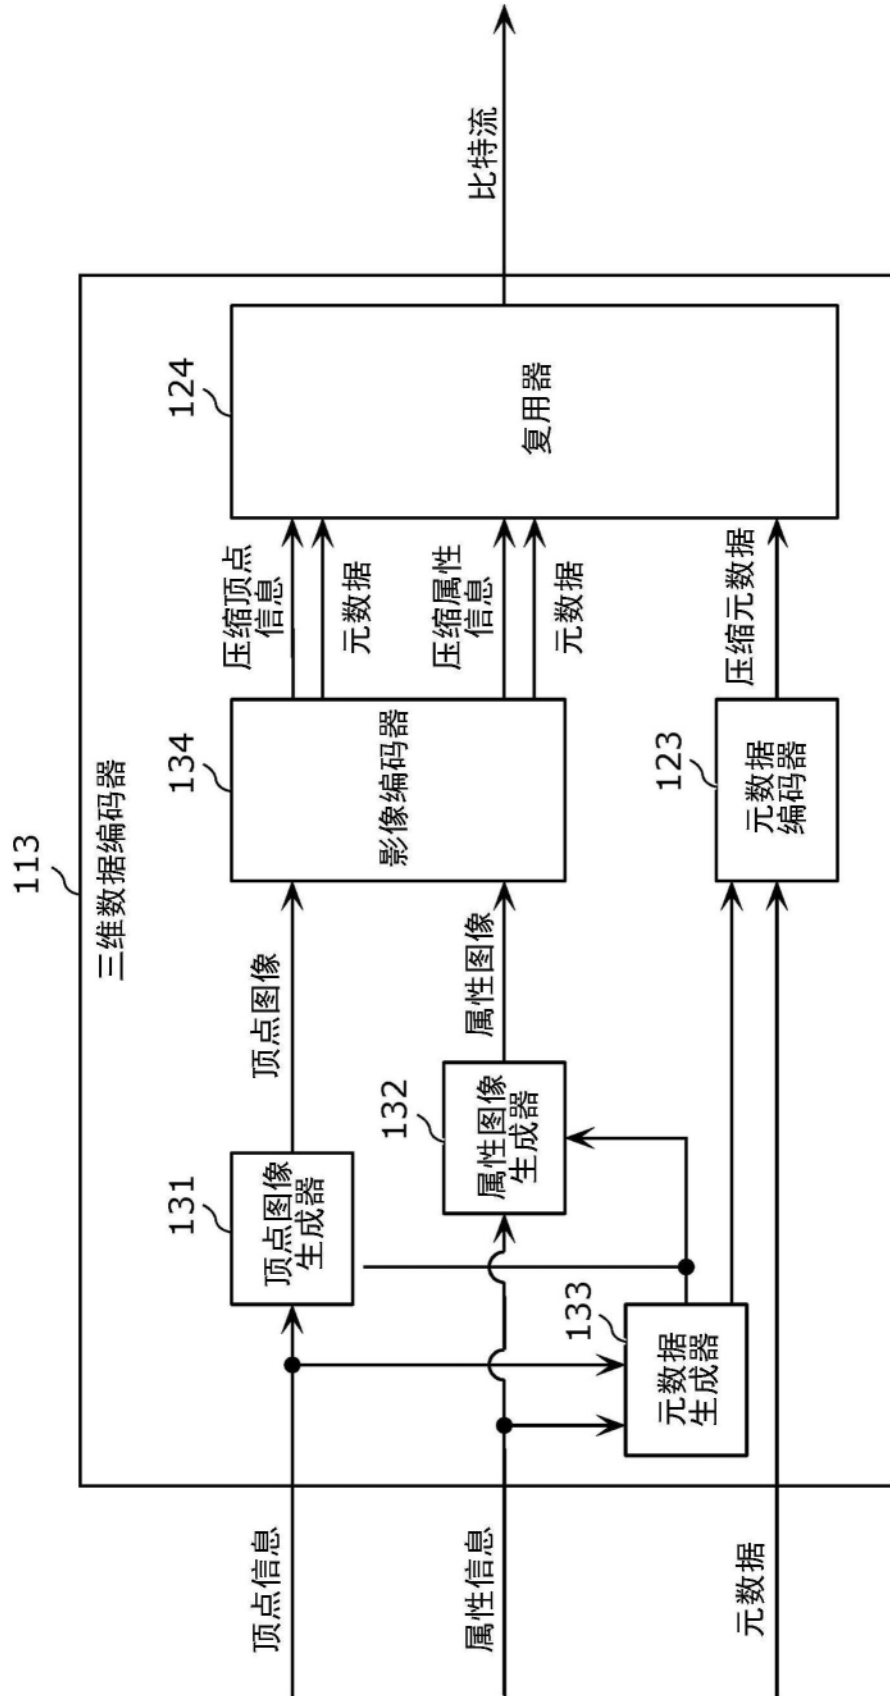 113
三维数据编码器
顶点信息
属性信息
元数据
131
顶点图像
生成器
132
属性图像
生成器
133
元数据
生成器
顶点图像
属性图像
134
影像编码器
123
元数据
编码器
压缩顶点
信息
元数据
压缩属性
信息
元数据
压缩元数据
124
复用器
比特流